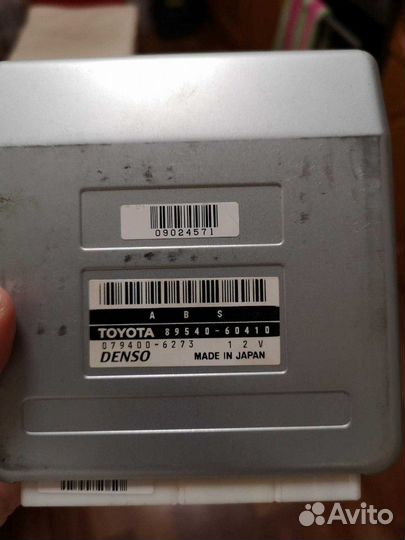 09024571
A B S
TOYOTA 89540-60410
079400-6273 12V
DENSO MADE IN JAPAN
Avito